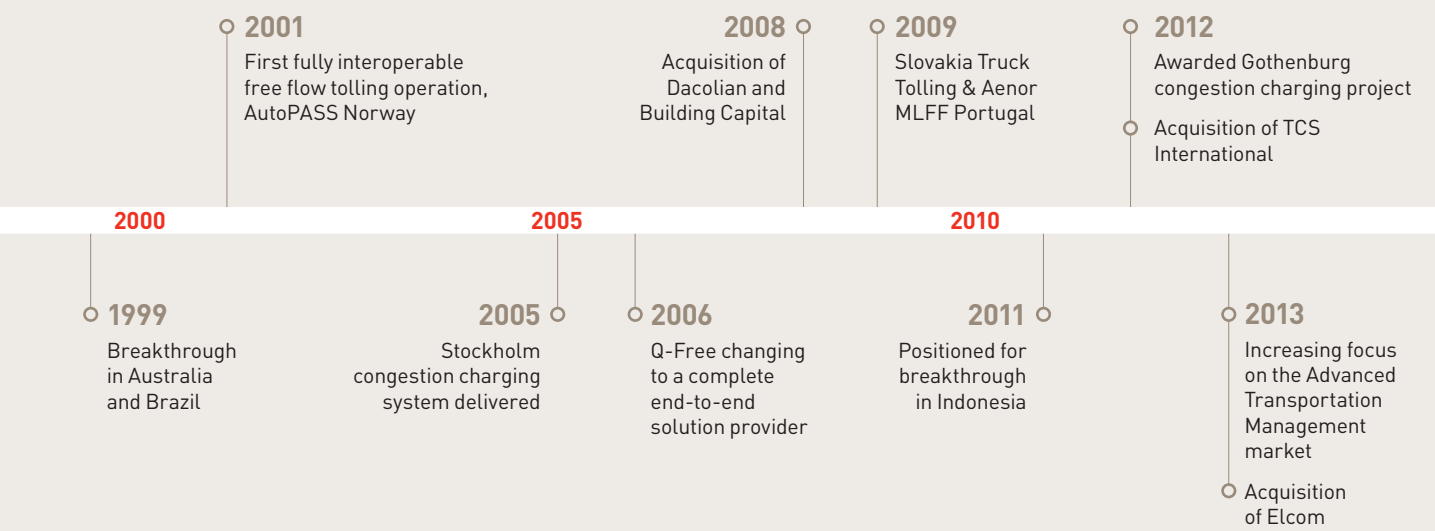 2001
First fully interoperable
free flow tolling operation,
AutoPASS Norway
2008
Acquisition of
Dacolian and
Building Capital
2009
Slovakia Truck
Tolling & Aenor
MLFF Portugal
2012
Awarded Gothenburg
congestion charging project
Acquisition of TCS
International
2000
2005
2010
1999
Breakthrough
in Australia
and Brazil
2005
Stockholm
congestion charging
system delivered
2006
Q-Free changing
to a complete
end-to-end
solution provider
2011
Positioned for
breakthrough
in Indonesia
2013
Increasing focus
on the Advanced
Transportation
Management
market
Acquisition
of Elcom